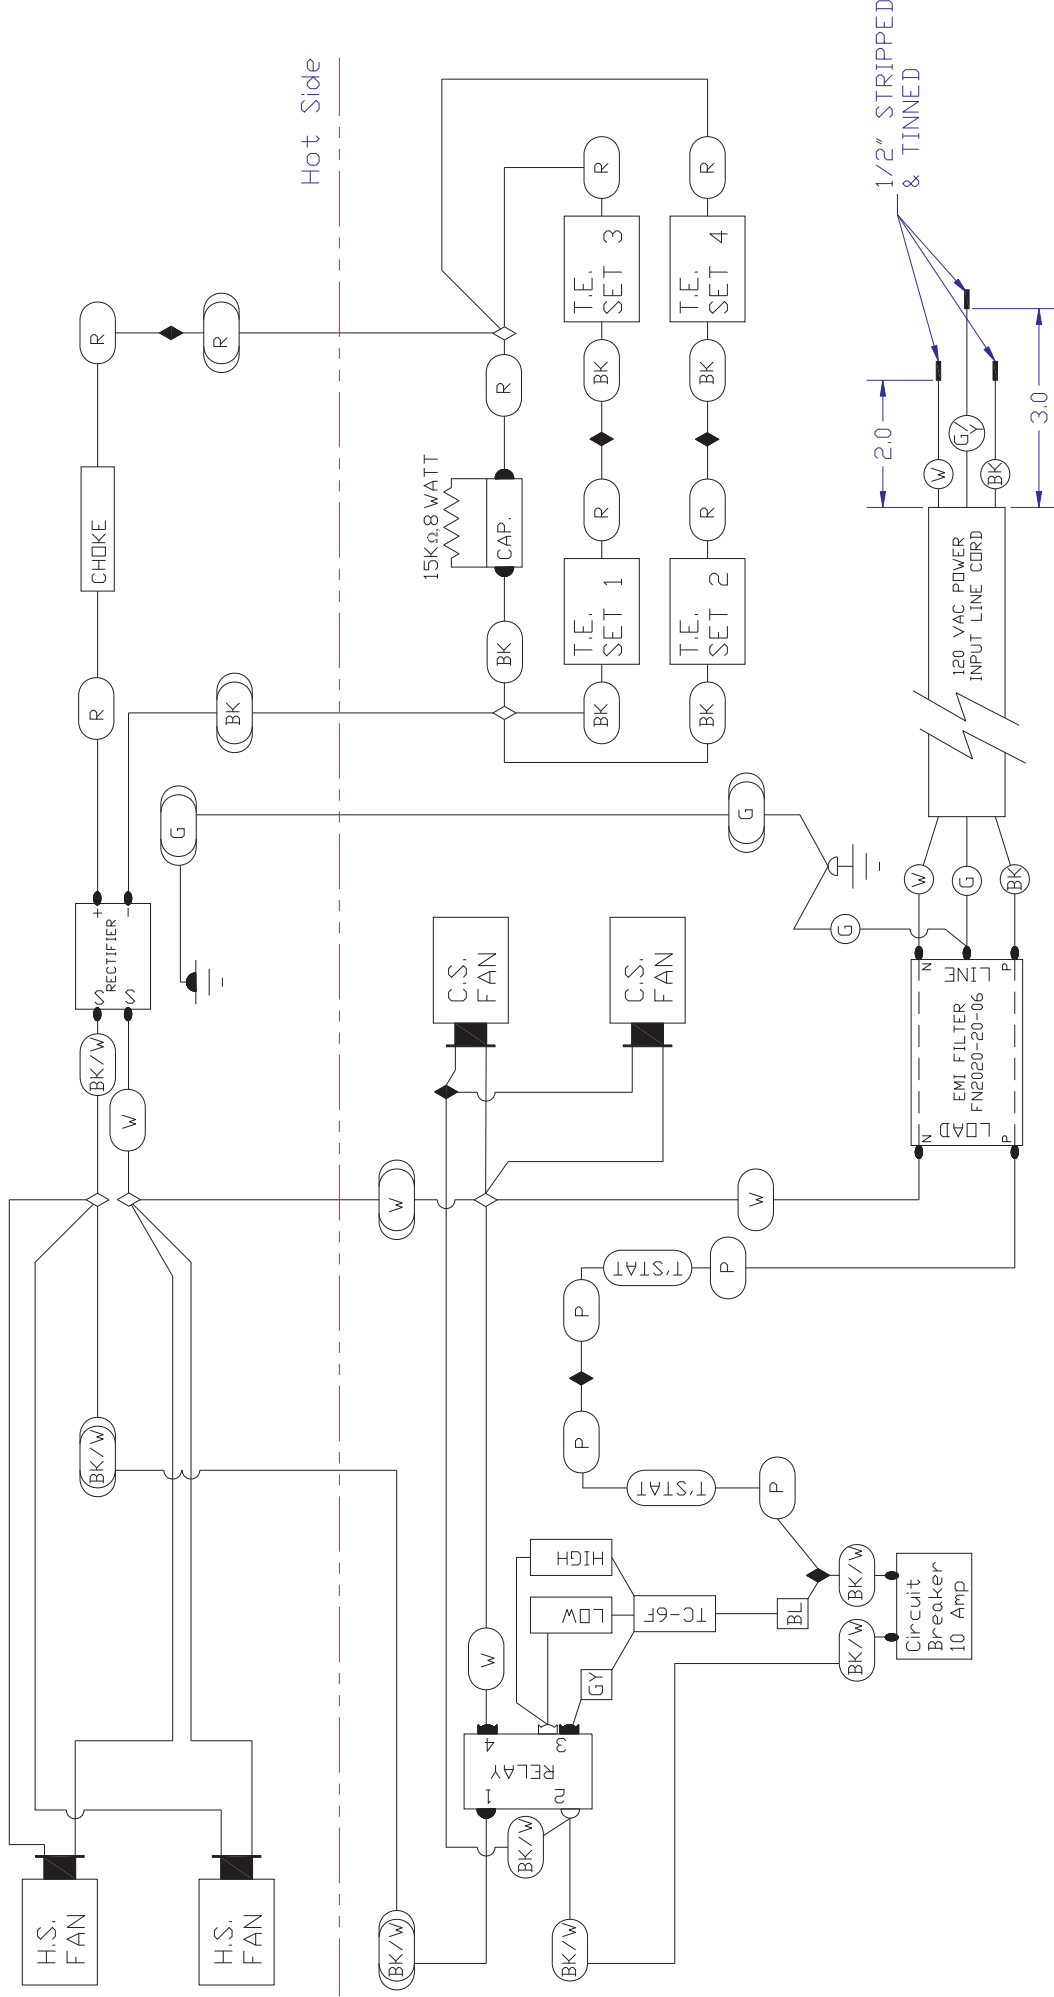 Hot Side
1/2" STRIPPED
& TINNED
R
R
CHOKE
R
BK
G
+
-
RECTIFIER
S
S
BK/W
W
BK/W
H.S.
FAN
H.S.
FAN
R
R
R
T.E.
SET 3
T.E.
SET 4
BK
BK
15KΩ,8 WATT
CAP.
R
R
R
T.E.
SET 1
T.E.
SET 2
BK
BK
BK
G
G
C.S.
FAN
C.S.
FAN
W
W
T'STAT
P
P
P
T'STAT
P
HIGH
LOW
TC-6F
GY
BL
W
4
3
RELAY
1
2
BK/W
BK/W
BK/W
BK/W
BK/W
Circuit
Breaker
10 Amp
2.0
3.0
W
G/Y
BK
120 VAC POWER
INPUT LINE CORD
W
G
BK
N
LINE
P
EMI FILTER
FN2020-20-06
N
LOAD
P